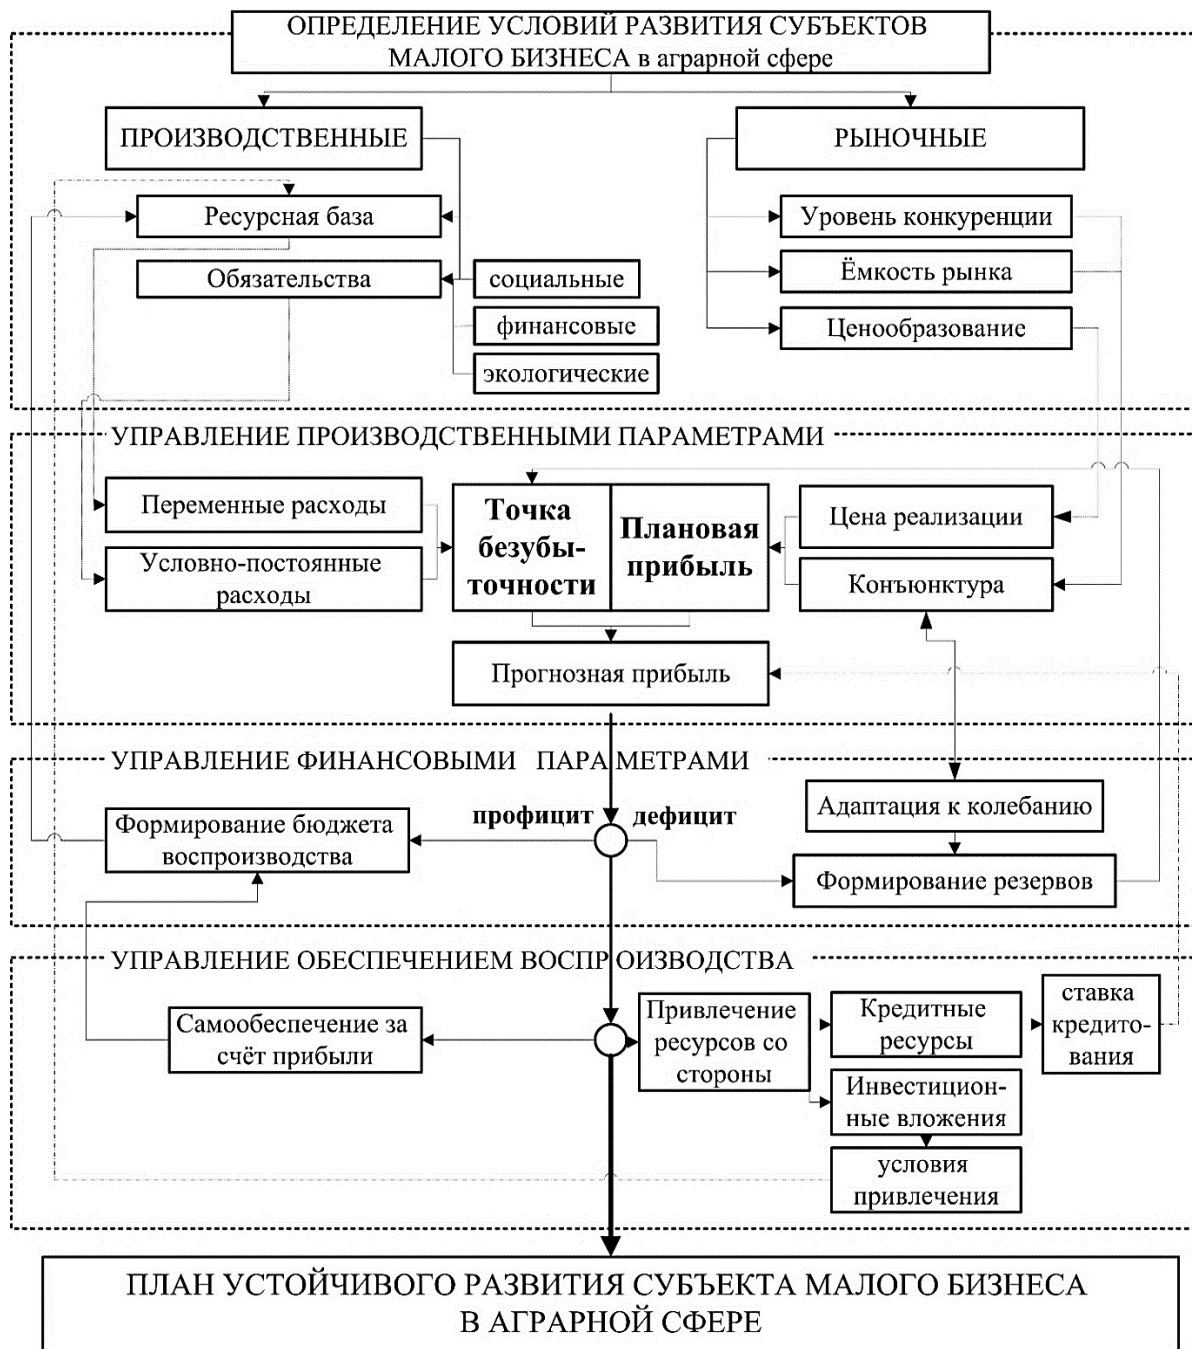 ОПРЕДЕЛЕНИЕ УСЛОВИЙ РАЗВИТИЯ СУБЪЕКТОВ
МАЛОГО БИЗНЕСА в аграрной сфере
ПРОИЗВОДСТВЕННЫЕ
РЫНОЧНЫЕ
Ресурсная база
Уровень конкуренции
Обязательства
социальные
Ёмкость рынка
финансовые
Ценообразование
экологические
УПРАВЛЕНИЕ ПРОИЗВОДСТВЕННЫМИ ПАРАМЕТРАМИ
Переменные расходы
Условно-постоянные
расходы
Точка
безубы-
точности
Плановая
прибыль
Цена реализации
Конъюнктура
Прогнозная прибыль
УПРАВЛЕНИЕ ФИНАНСОВЫМИ ПАРАМЕТРАМИ
профицит
дефицит
Формирование бюджета
воспроизводства
Адаптация к колебанию
Формирование резервов
УПРАВЛЕНИЕ ОБЕСПЕЧЕНИЕМ ВОСПРОИЗВОДСТВА
Самообеспечение за
счёт прибыли
Привлечение
ресурсов со
стороны
Кредитные
ресурсы
ставка
кредито-
вания
Инвестицион-
ные вложения
условия
привлечения
ПЛАН УСТОЙЧИВОГО РАЗВИТИЯ СУБЪЕКТА МАЛОГО БИЗНЕСА
В АГРАРНОЙ СФЕРЕ